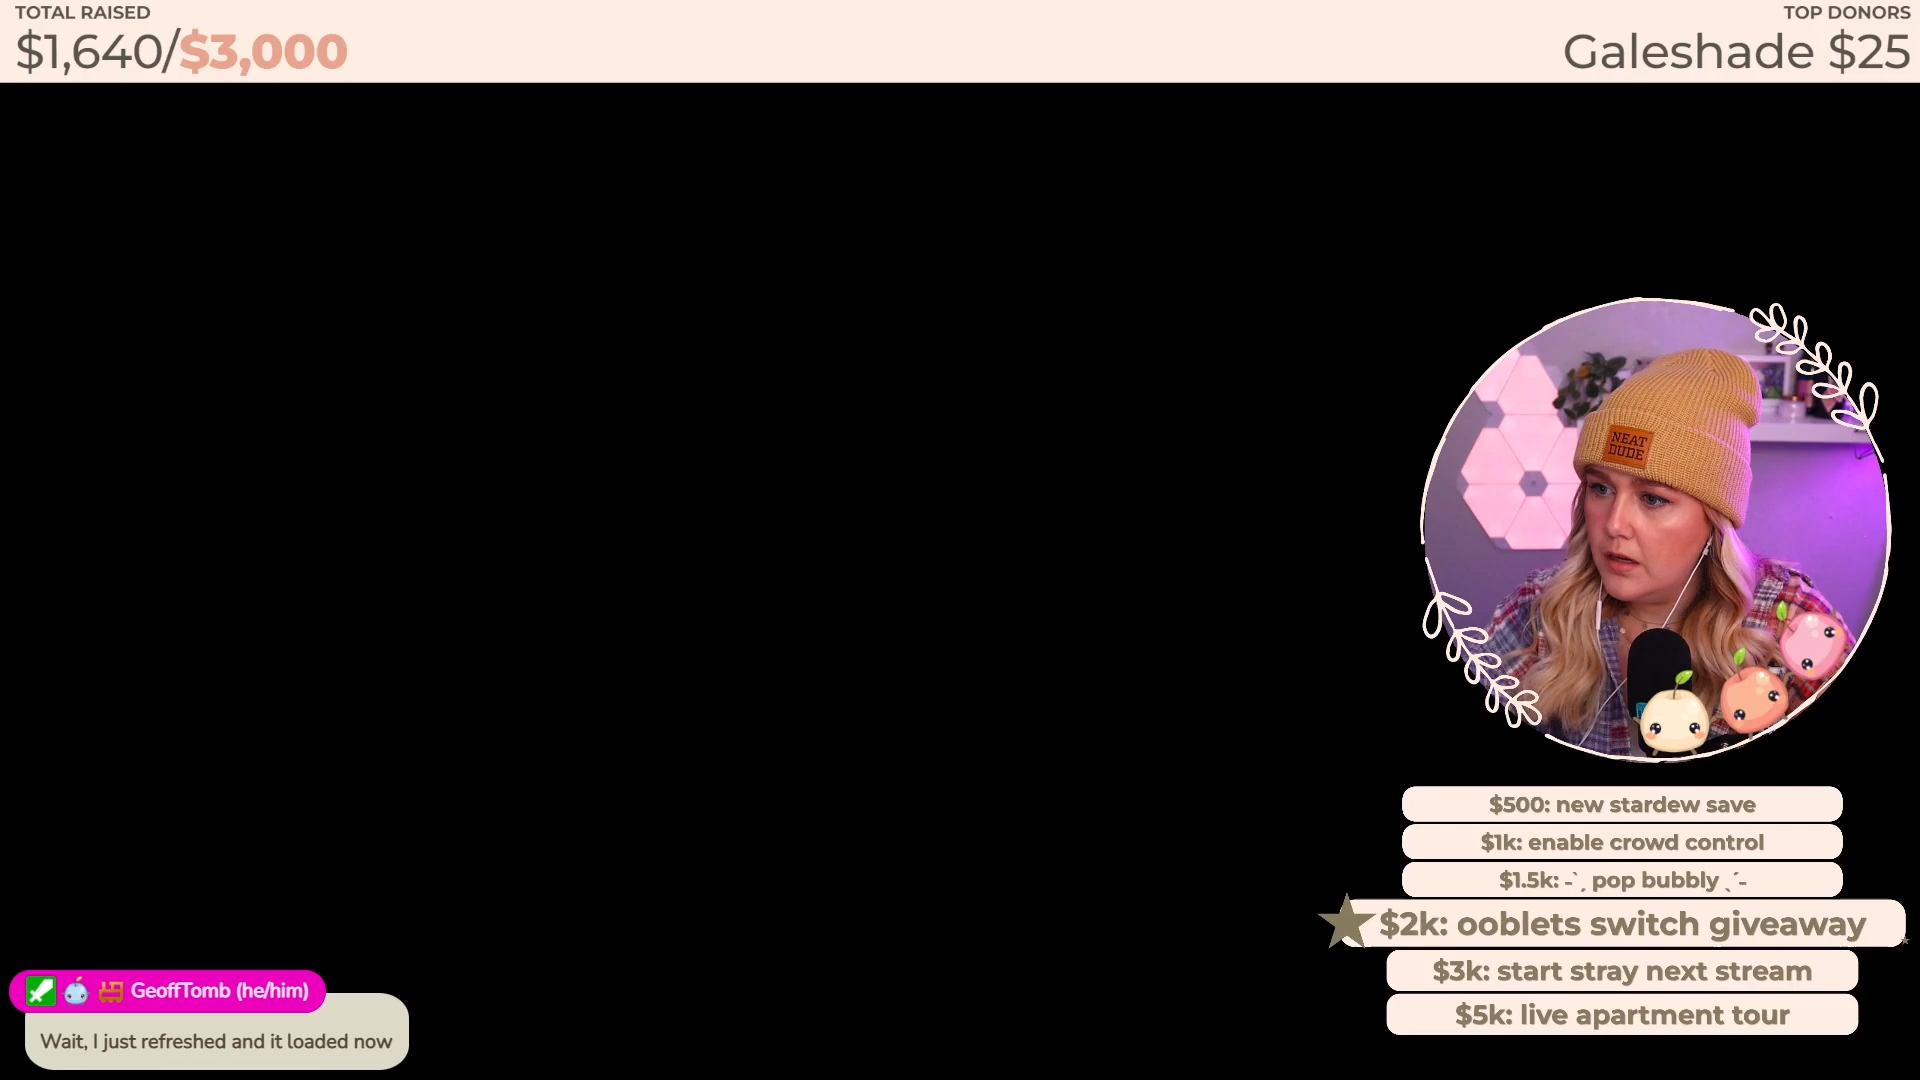 TOTAL RAISED
$1,640/$3,000
TOP DONORS
Galeshade $25
NEAT
DUDE
$500: new stardew save
$1k: enable crowd control
$1.5k: -`ˏ pop bubbly ˎ´-
$2k: ooblets switch giveaway
$3k: start stray next stream
$5k: live apartment tour
GeoffTomb (he/him)
Wait, I just refreshed and it loaded now